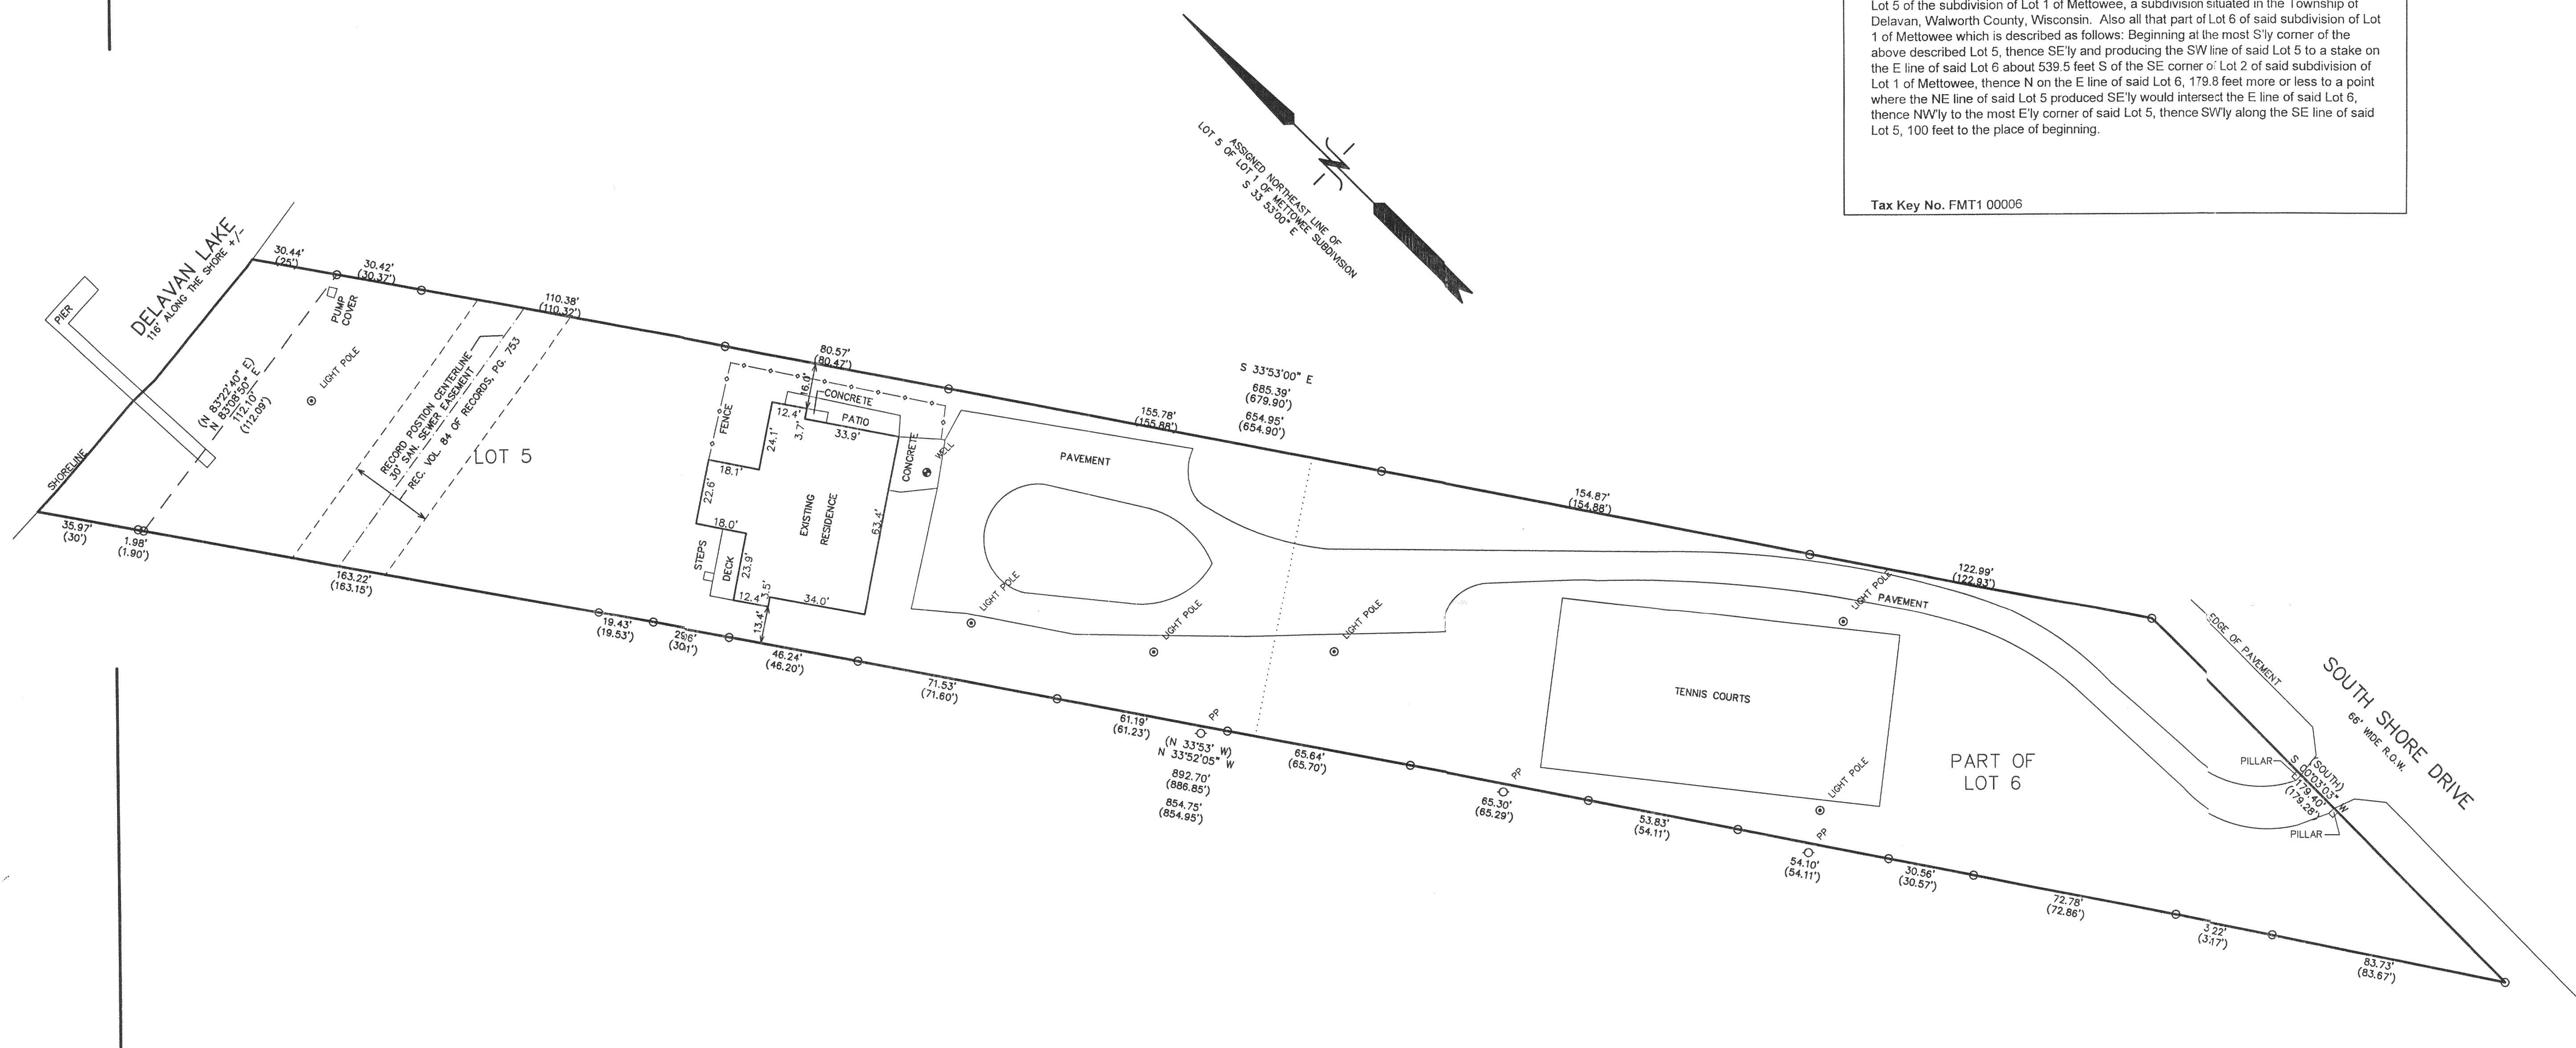 Lot 5 of the subdivision of Lot 1 of Mettowee, a subdivision situated in the Township of
Delavan, Walworth County, Wisconsin. Also all that part of Lot 6 of said subdivision of Lot
1 of Mettowee which is described as follows: Beginning at the most S'ly corner of the
above described Lot 5, thence SE'ly and producing the SW line of said Lot 5 to a stake on
the E line of said Lot 6 about 539.5 feet S of the SE corner of Lot 2 of said subdivision of
Lot 1 of Mettowee, thence N on the E line of said Lot 6, 179.8 feet more or less to a point
where the NE line of said Lot 5 produced SE'ly would intersect the E line of said Lot 6,
thence NW'ly to the most E'ly corner of said Lot 5, thence SW'ly along the SE line of said
Lot 5, 100 feet to the place of beginning.
Tax Key No. FMT1 00006
N
ASSIGNED NORTHEAST LINE OF
LOT 5 OF LOT 1 OF METTOWEE SUBDIVISION
S 33 53'00" E
DELAVAN LAKE
116' ALONG THE SHORE +/-
PIER
SHORELINE
30.44'
(25')
30.42'
(30.37')
110.38'
(110.32')
80.57'
(80.47')
155.78'
(155.88')
S 33°53'00" E
685.39'
(679.90')
654.95'
(654.90')
154.87'
(154.88')
122.99'
(122.93')
PUMP
COVER
LIGHT POLE
(N 83°22'40" E)
N 83°08'50" E
112.10'
(112.09')
RECORD POSTION CENTERLINE
30' SAN. SEWER EASEMENT
REC. VOL. 84 OF RECORDS, PG. 753
LOT 5
FENCE
16.0'
CONCRETE
PATIO
12.4'
3.7'
33.9'
24.1'
18.1'
22.6'
18.0'
EXISTING
RESIDENCE
63.4'
CONCRETE
WELL
STEPS
DECK
23.9'
12.4'
3.5'
34.0'
13.4'
PAVEMENT
LIGHT POLE
LIGHT POLE
LIGHT POLE
LIGHT POLE
PAVEMENT
TENNIS COURTS
LIGHT POLE
PART OF
LOT 6
EDGE OF PAVEMENT
SOUTH SHORE DRIVE
66' WIDE R.O.W.
PILLAR
(SOUTH)
S 00°03'03" W
179.40'
(179.28')
PILLAR
35.97'
(30')
1.98'
(1.90')
163.22'
(163.15')
19.43'
(19.53')
46.24'
(46.20')
71.53'
(71.60')
61.19'
(61.23')
PP
(N 33°53' W)
N 33°52'05" W
892.70'
(886.85')
854.75'
(854.95')
65.64'
(65.70')
PP
65.30'
(65.29')
53.83'
(54.11')
PP
54.10'
(54.11')
30.56'
(30.57')
72.78'
(72.86')
3.22'
(3.17')
83.73'
(83.67')